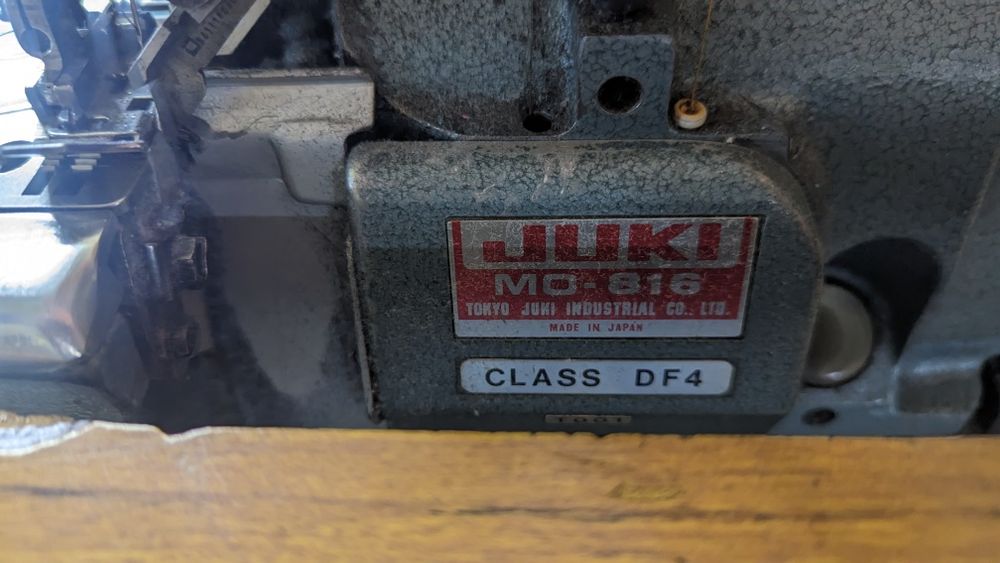 JUKI
MO-816
TOKYO JUKI INDUSTRIAL CO., LTD.
MADE IN JAPAN
CLASS DF4